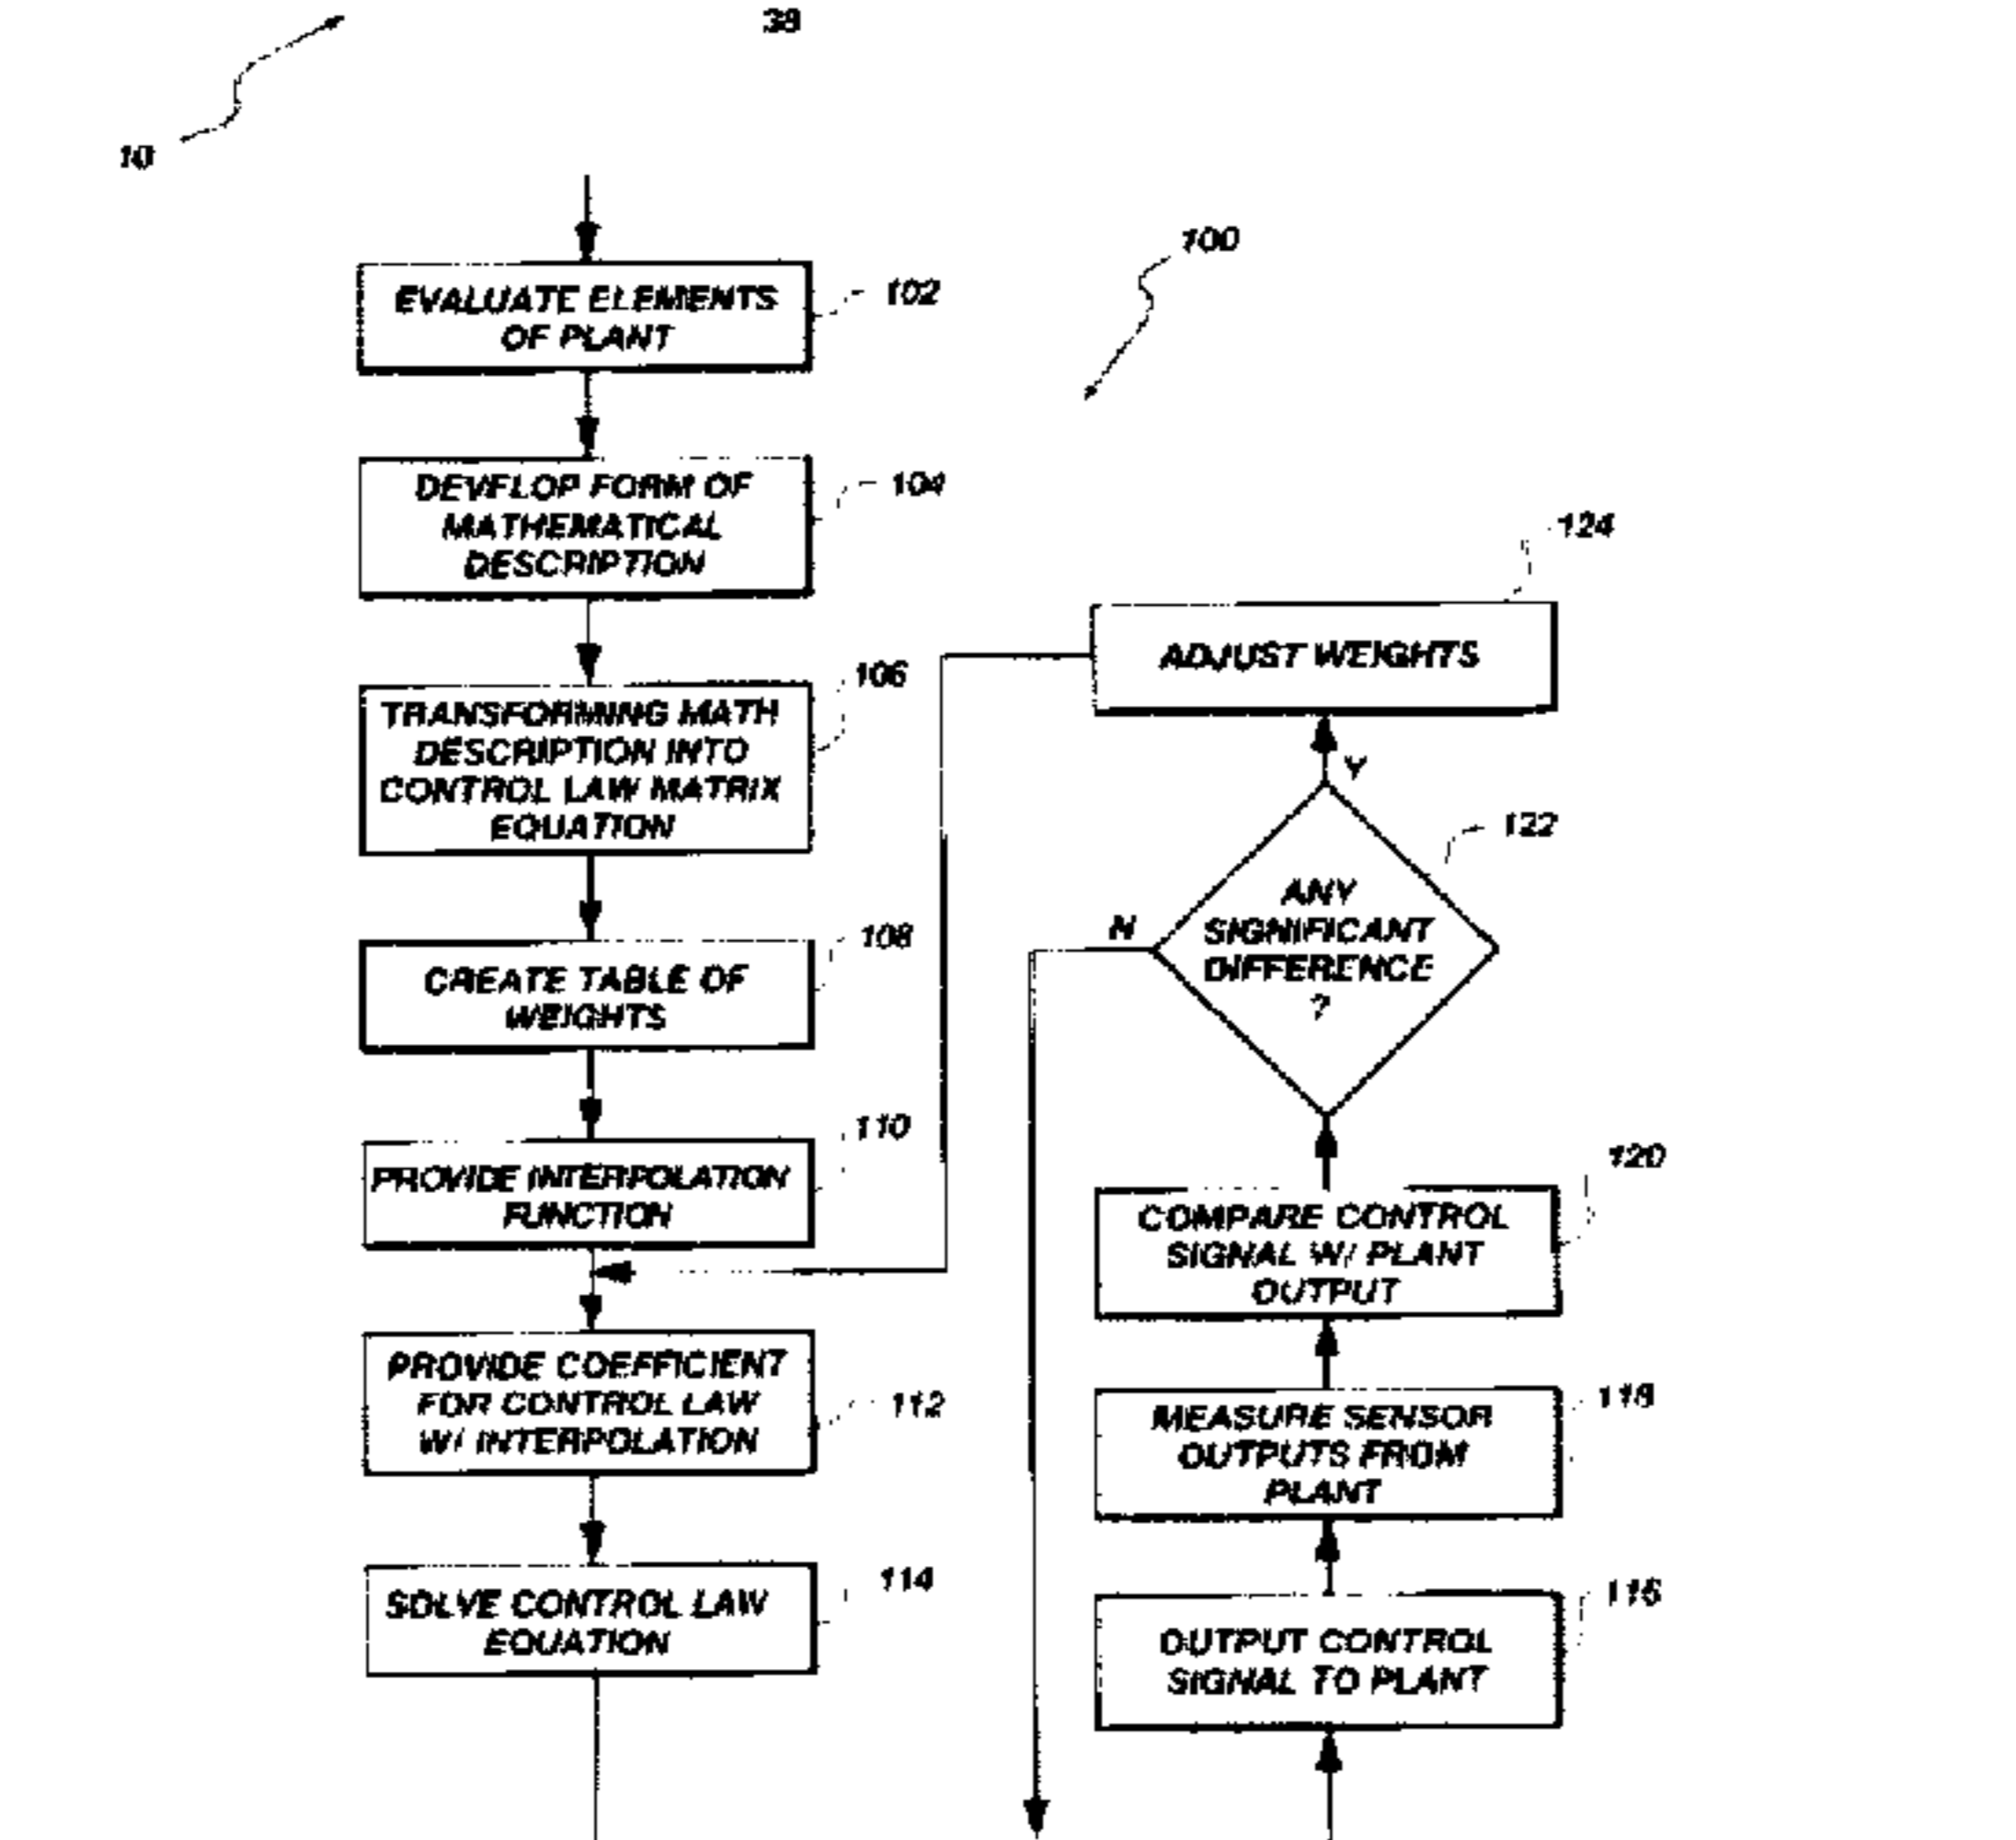 38
10
100
EVALUATE ELEMENTS
OF PLANT
102
DEVELOP FORM OF
MATHEMATICAL
DESCRIPTION
104
TRANSFORMING MATH
DESCRIPTION INTO
CONTROL LAW MATRIX
EQUATION
106
CREATE TABLE OF
WEIGHTS
108
PROVIDE INTERPOLATION
FUNCTION
110
PROVIDE COEFFICIENT
FOR CONTROL LAW
W/ INTERPOLATION
112
SOLVE CONTROL LAW
EQUATION
114
124
ADJUST WEIGHTS
Y
122
N
ANY
SIGNIFICANT
DIFFERENCE
?
120
COMPARE CONTROL
SIGNAL W/ PLANT
OUTPUT
118
MEASURE SENSOR
OUTPUTS FROM
PLANT
116
OUTPUT CONTROL
SIGNAL TO PLANT